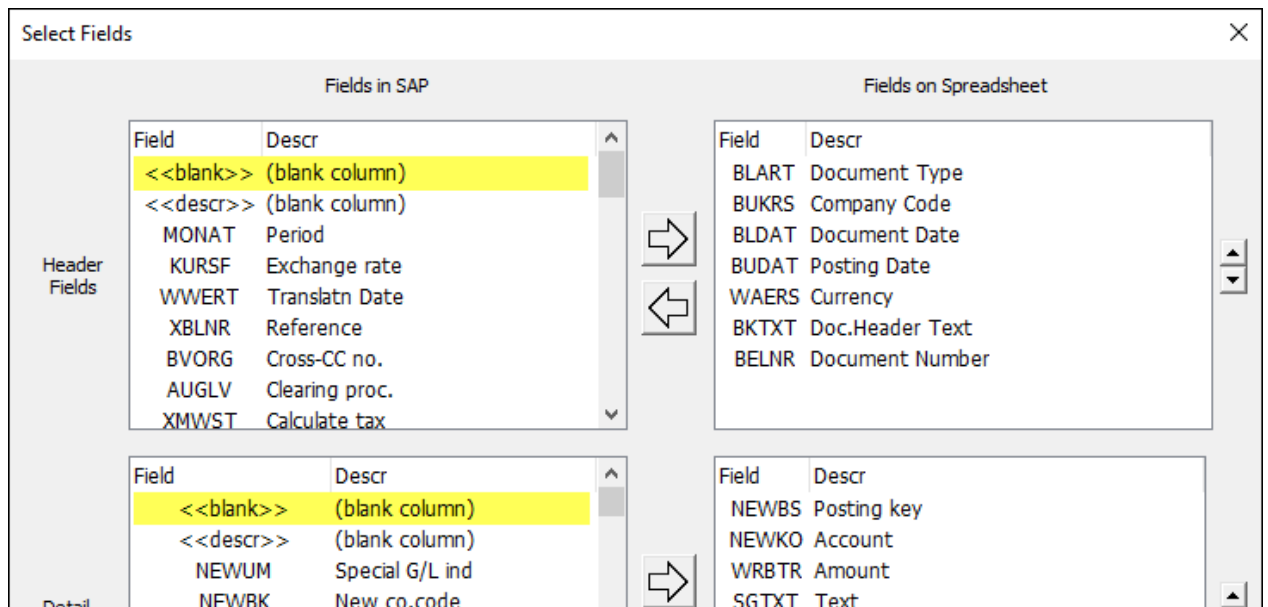 Select Fields
Fields in SAP
Fields on Spreadsheet
Header Fields
Field Descr
<<blank>> (blank column)
<<descr>> (blank column)
MONAT Period
KURSF Exchange rate
WWERT Translatn Date
XBLNR Reference
BVORG Cross-CC no.
AUGLV Clearing proc.
XMWST Calculate tax
Field Descr
BLART Document Type
BUKRS Company Code
BLDAT Document Date
BUDAT Posting Date
WAERS Currency
BKTXT Doc.Header Text
BELNR Document Number
Detail
Field Descr
<<blank>> (blank column)
<<descr>> (blank column)
NEWUM Special G/L ind
NEWBK New co.code
Field Descr
NEWBS Posting key
NEWKO Account
WRBTR Amount
SGTXT Text